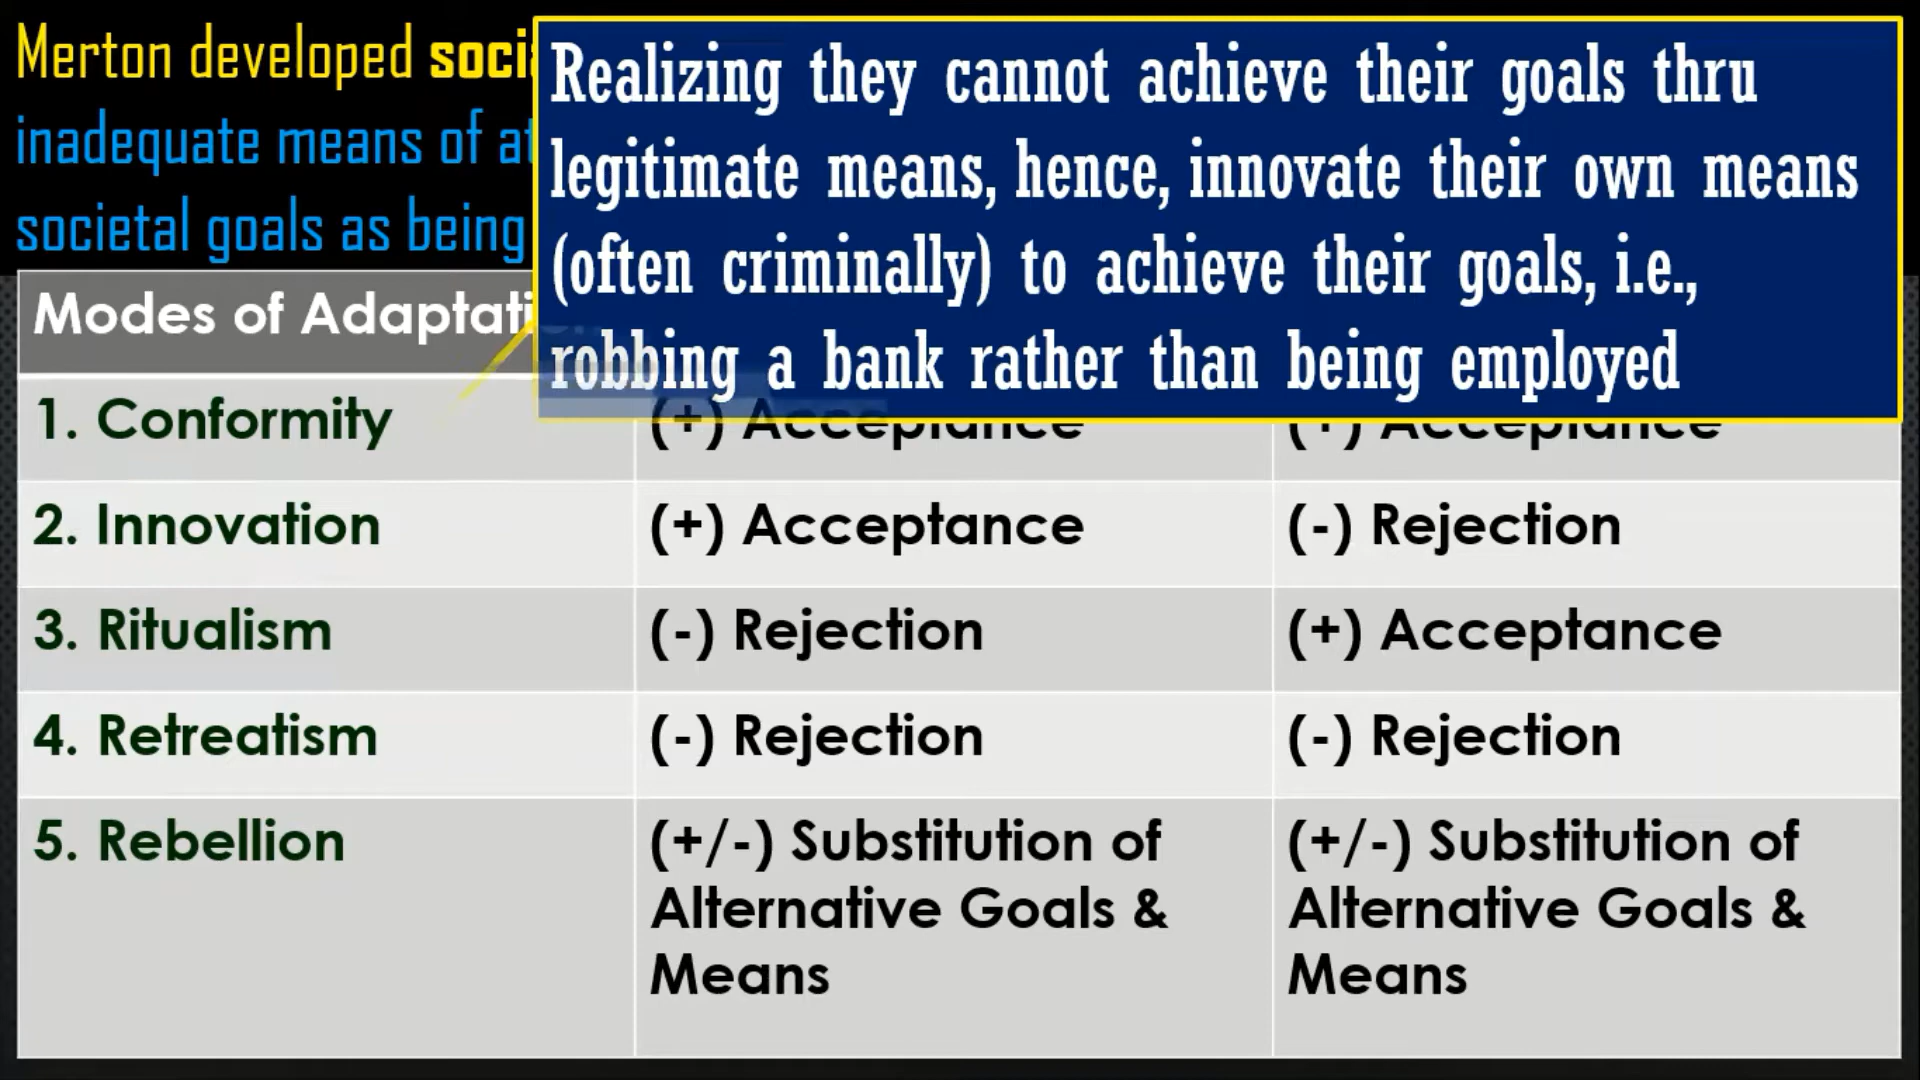 Merton developed
inadequate means of
societal goals as being
Realizing they cannot achieve their goals thru
legitimate means, hence, innovate their own means
(often criminally) to achieve their goals, i.e.,
robbing a bank rather than being employed
Modes of Adaptation
1. Conformity (+) Acceptance (+) Acceptance
2. Innovation (+) Acceptance (-) Rejection
3. Ritualism (-) Rejection (+) Acceptance
4. Retreatism (-) Rejection (-) Rejection
5. Rebellion (+/-) Substitution of (+/-) Substitution of
Alternative Goals & Alternative Goals &
Means Means